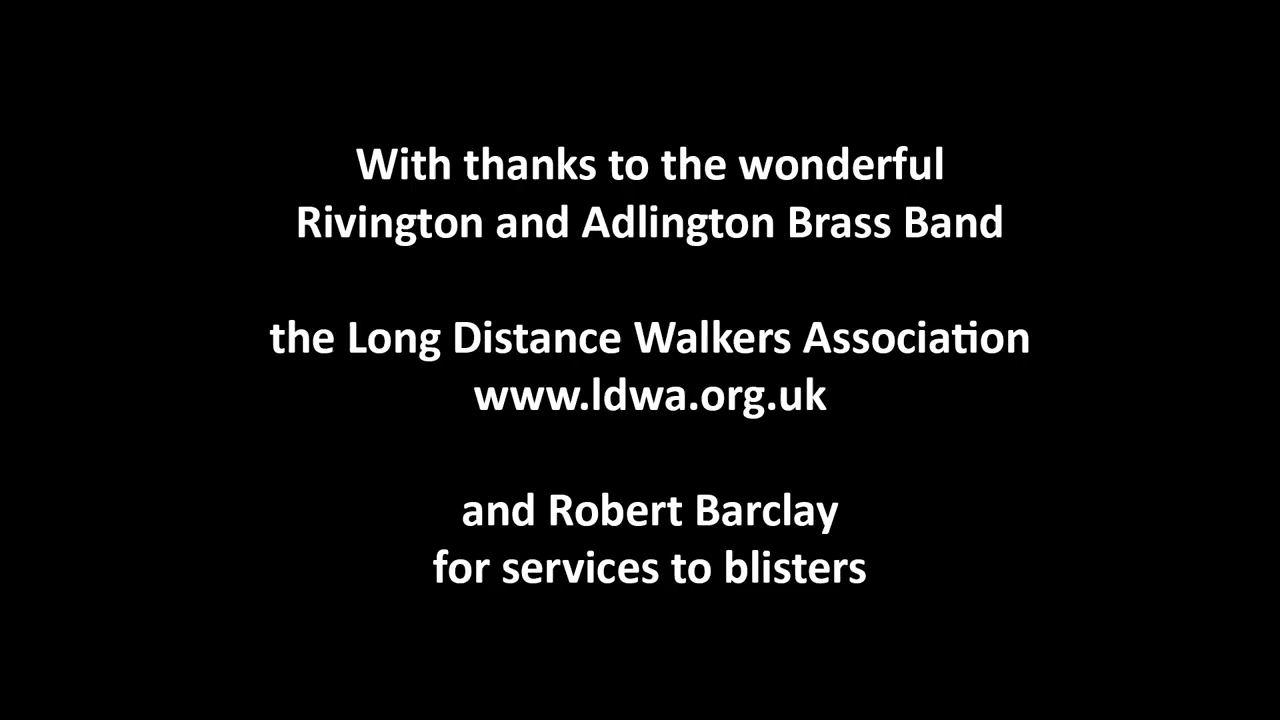 With thanks to the wonderful
Rivington and Adlington Brass Band
the Long Distance Walkers Association
www.ldwa.org.uk
and Robert Barclay
for services to blisters